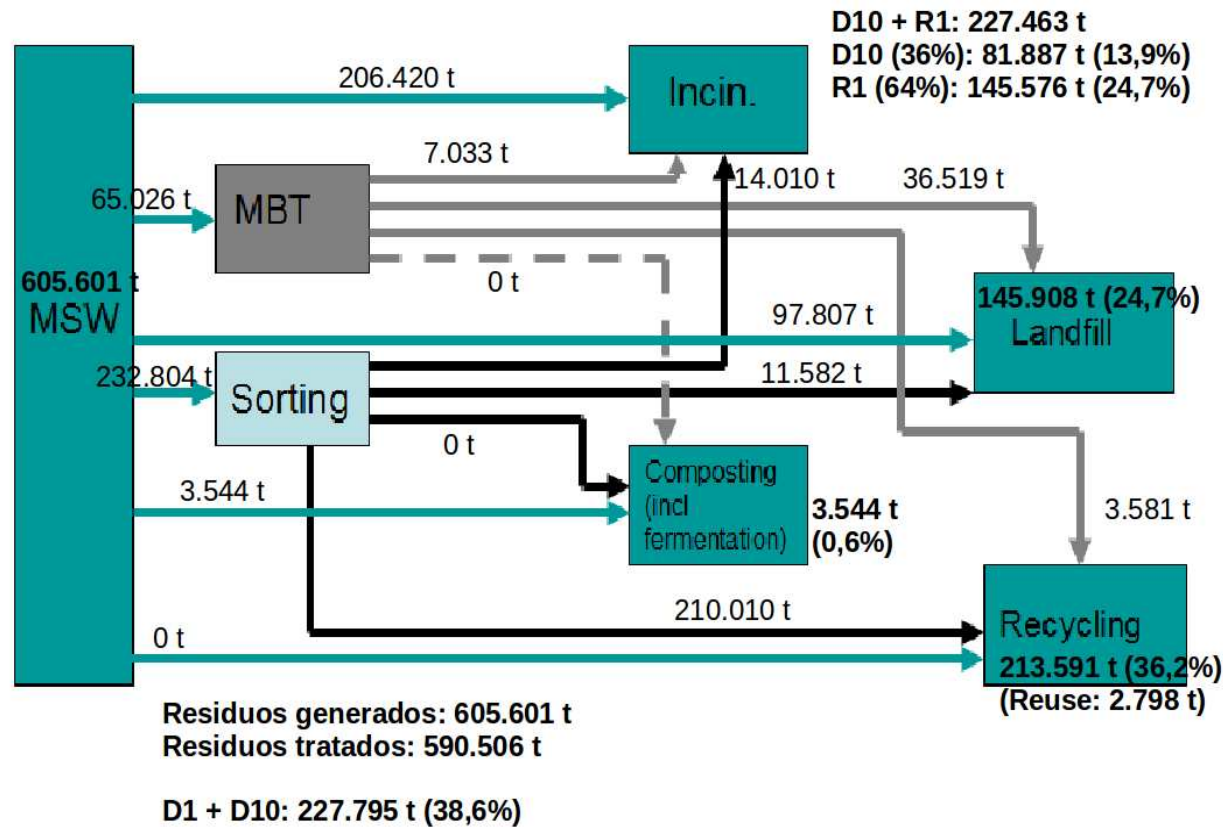 D10 + R1: 227.463 t
D10 (36%): 81.887 t (13,9%)
R1 (64%): 145.576 t (24,7%)
206.420 t
Incin.
7.033 t
14.010 t
36.519 t
65.026 t
MBT
0 t
605.601 t
MSW
145.908 t (24,7%)
Landfill
97.807 t
232.804 t
Sorting
11.582 t
0 t
Composting
(incl
fermentation)
3.544 t
3.544 t
(0,6%)
3.581 t
210.010 t
Recycling
0 t
213.591 t (36,2%)
(Reuse: 2.798 t)
Residuos generados: 605.601 t
Residuos tratados: 590.506 t
D1 + D10: 227.795 t (38,6%)